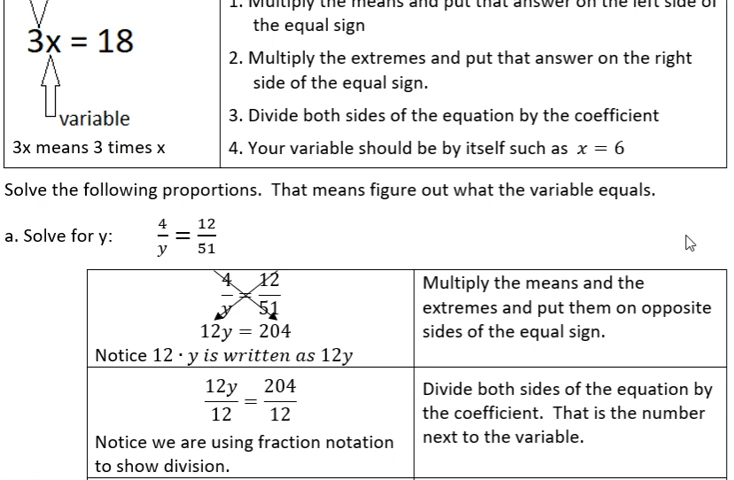 1. Multiply the means and put that answer on the left side of
the equal sign
3x = 18
2. Multiply the extremes and put that answer on the right
side of the equal sign.
variable
3. Divide both sides of the equation by the coefficient
3x means 3 times x
4. Your variable should be by itself such as x = 6
Solve the following proportions. That means figure out what the variable equals.
a. Solve for y: 4/y = 12/51
4/y = 12/51
12y = 204
Notice 12 · y is written as 12y
Multiply the means and the
extremes and put them on opposite
sides of the equal sign.
12y/12 = 204/12
Notice we are using fraction notation
to show division.
Divide both sides of the equation by
the coefficient. That is the number
next to the variable.